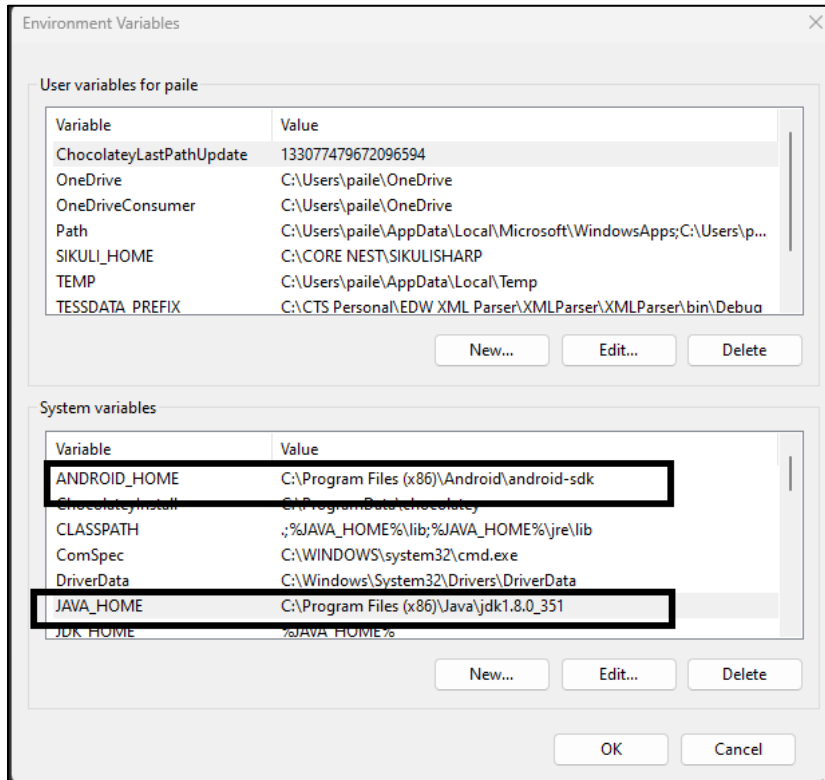 Environment Variables
User variables for paile
Variable Value
ChocolateyLastPathUpdate 133077479672096594
OneDrive C:\Users\paile\OneDrive
OneDriveConsumer C:\Users\paile\OneDrive
Path C:\Users\paile\AppData\Local\Microsoft\WindowsApps;C:\Users\p...
SIKULI_HOME C:\CORE NEST\SIKULISHARP
TEMP C:\Users\paile\AppData\Local\Temp
TESSDATA_PREFIX C:\CTS Personal\EDW XML Parser\XMLParser\XMLParser\bin\Debug
New... Edit... Delete
System variables
Variable Value
ANDROID_HOME C:\Program Files (x86)\Android\android-sdk
ChocolateyInstall C:\ProgramData\chocolatey
CLASSPATH .;%JAVA_HOME%\lib;%JAVA_HOME%\jre\lib
ComSpec C:\WINDOWS\system32\cmd.exe
DriverData C:\Windows\System32\Drivers\DriverData
JAVA_HOME C:\Program Files (x86)\Java\jdk1.8.0_351
JDK_HOME %JAVA_HOME%
New... Edit... Delete
OK Cancel